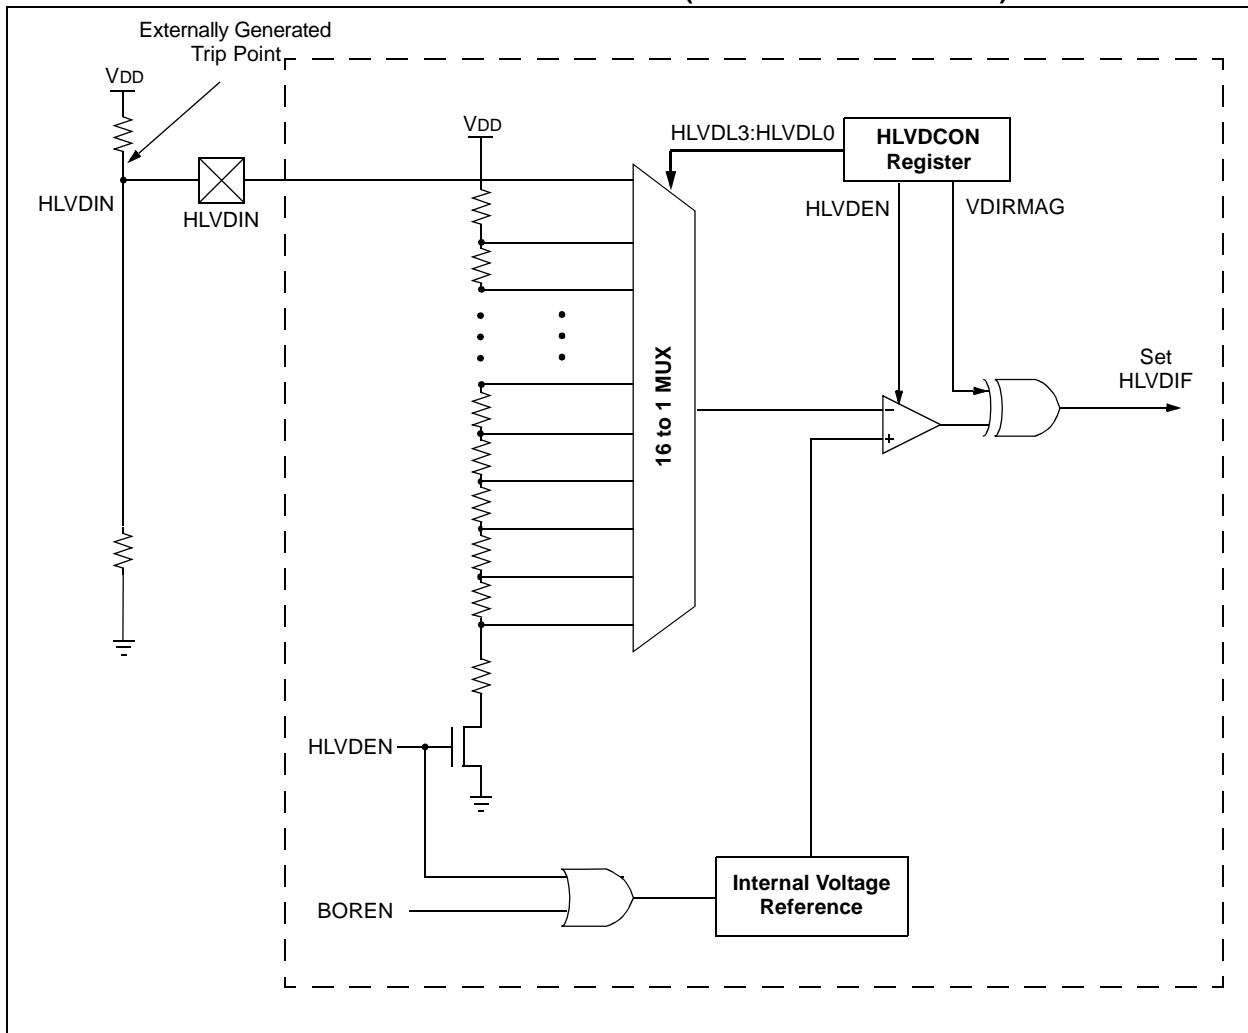 Externally Generated
Trip Point
VDD
VDD
HLVDL3:HLVDL0
HLVDCON
Register
HLVDIN
HLVDIN
HLVDEN
VDIRMAG
16 to 1 MUX
Set
HLVDIF
–
+
HLVDEN
BOREN
Internal Voltage
Reference